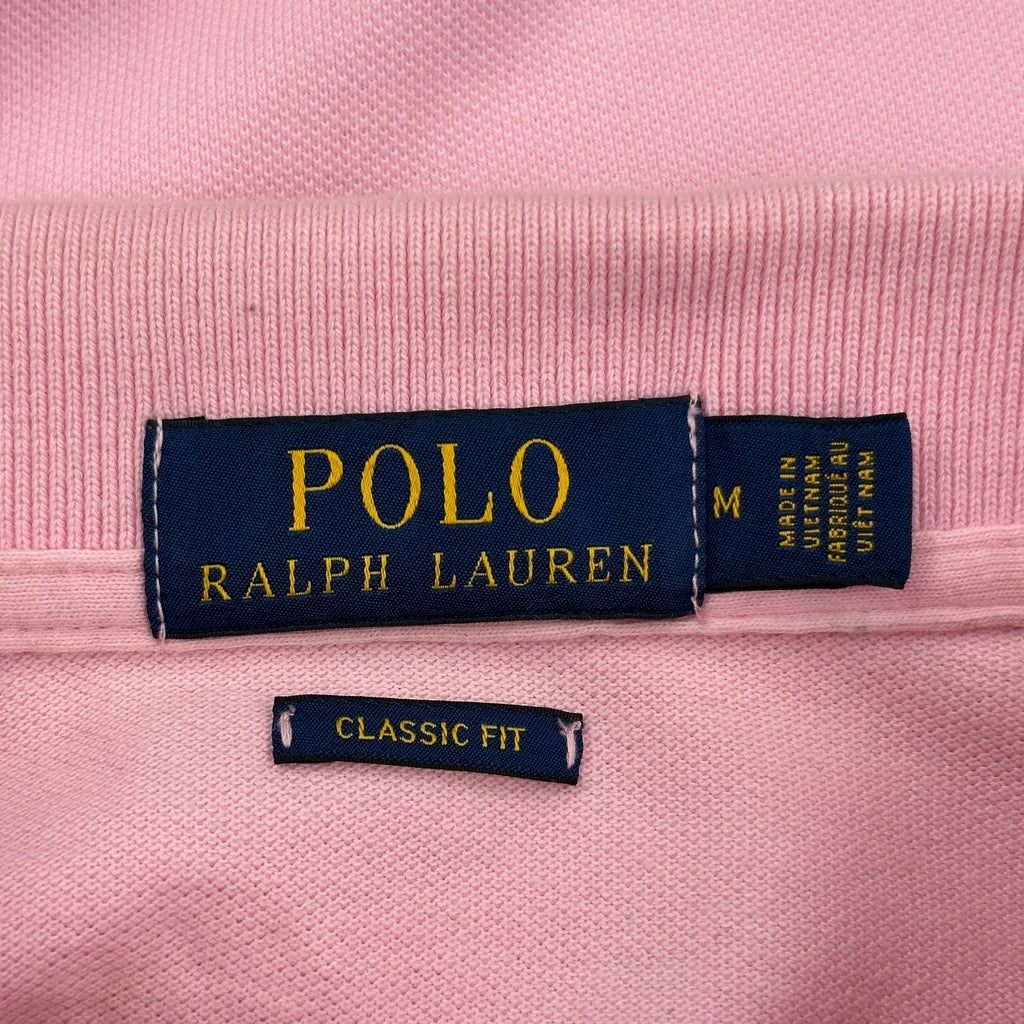 POLO
RALPH LAUREN
M
MADE IN
VIETNAM
FABRIQUÉ AU
VIÊT NAM
CLASSIC FIT